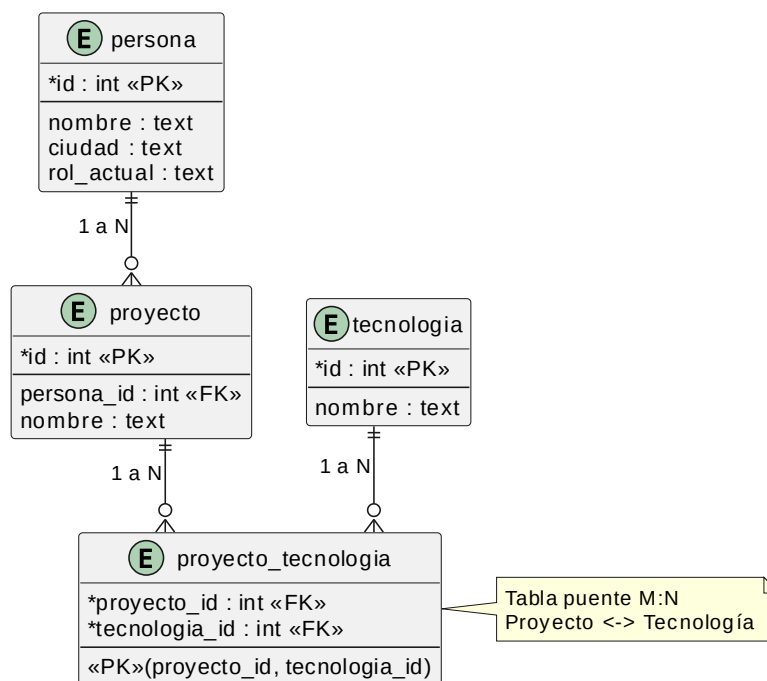 E persona
*id : int «PK»
nombre : text
ciudad : text
rol_actual : text
1 a N
E proyecto
*id : int «PK»
persona_id : int «FK»
nombre : text
E tecnologia
*id : int «PK»
nombre : text
1 a N
1 a N
E proyecto_tecnologia
*proyecto_id : int «FK»
*tecnologia_id : int «FK»
«PK»(proyecto_id, tecnologia_id)
Tabla puente M:N
Proyecto <-> Tecnología